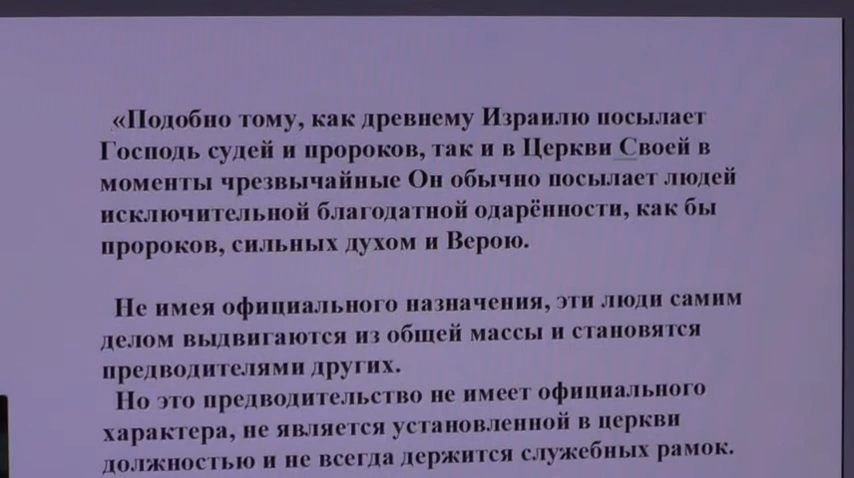 «Подобно тому, как древнему Израилю посылает
Господь судей и пророков, так и в Церкви Своей в
моменты чрезвычайные Он обычно посылает людей
исключительной благодатной одарённости, как бы
пророков, сильных духом и Верою.
Не имея официального назначения, эти люди самим
делом выдвигаются из общей массы и становятся
предводителями других.
Но это предводительство не имеет официального
характера, не является установленной в церкви
должностью и не всегда держится служебных рамок.